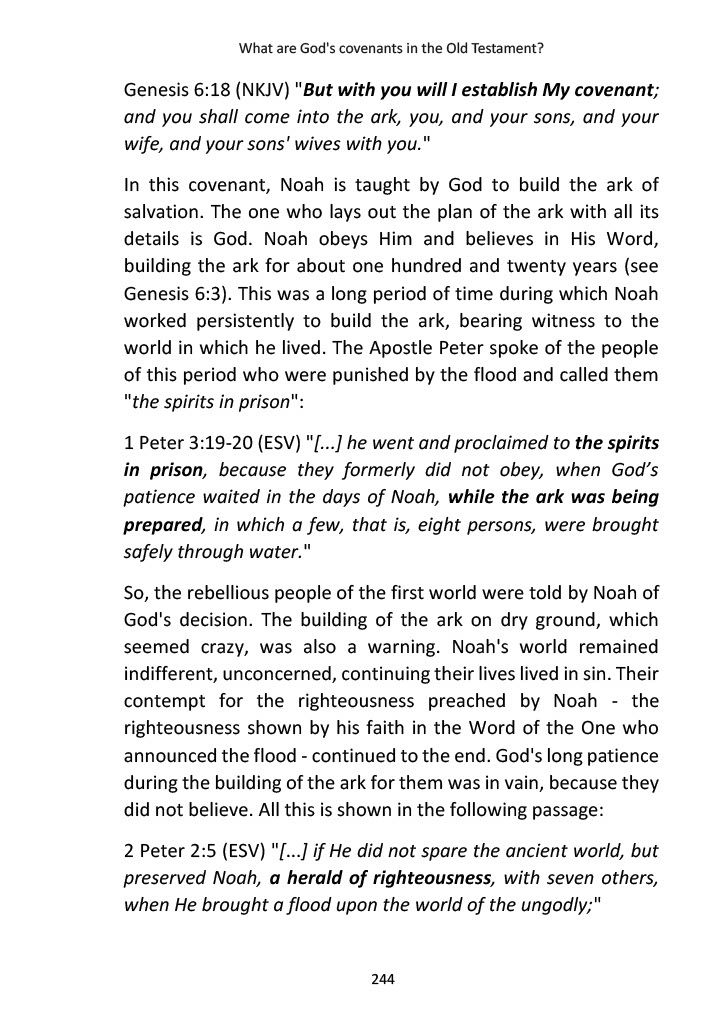 What are God's covenants in the Old Testament?
Genesis 6:18 (NKJV) "But with you will I establish My covenant;
and you shall come into the ark, you, and your sons, and your
wife, and your sons' wives with you."
In this covenant, Noah is taught by God to build the ark of
salvation. The one who lays out the plan of the ark with all its
details is God. Noah obeys Him and believes in His Word,
building the ark for about one hundred and twenty years (see
Genesis 6:3). This was a long period of time during which Noah
worked persistently to build the ark, bearing witness to the
world in which he lived. The Apostle Peter spoke of the people
of this period who were punished by the flood and called them
"the spirits in prison":
1 Peter 3:19-20 (ESV) "[...] he went and proclaimed to the spirits
in prison, because they formerly did not obey, when God’s
patience waited in the days of Noah, while the ark was being
prepared, in which a few, that is, eight persons, were brought
safely through water."
So, the rebellious people of the first world were told by Noah of
God's decision. The building of the ark on dry ground, which
seemed crazy, was also a warning. Noah's world remained
indifferent, unconcerned, continuing their lives lived in sin. Their
contempt for the righteousness preached by Noah - the
righteousness shown by his faith in the Word of the One who
announced the flood - continued to the end. God's long patience
during the building of the ark for them was in vain, because they
did not believe. All this is shown in the following passage:
2 Peter 2:5 (ESV) "[...] if He did not spare the ancient world, but
preserved Noah, a herald of righteousness, with seven others,
when He brought a flood upon the world of the ungodly;"
244